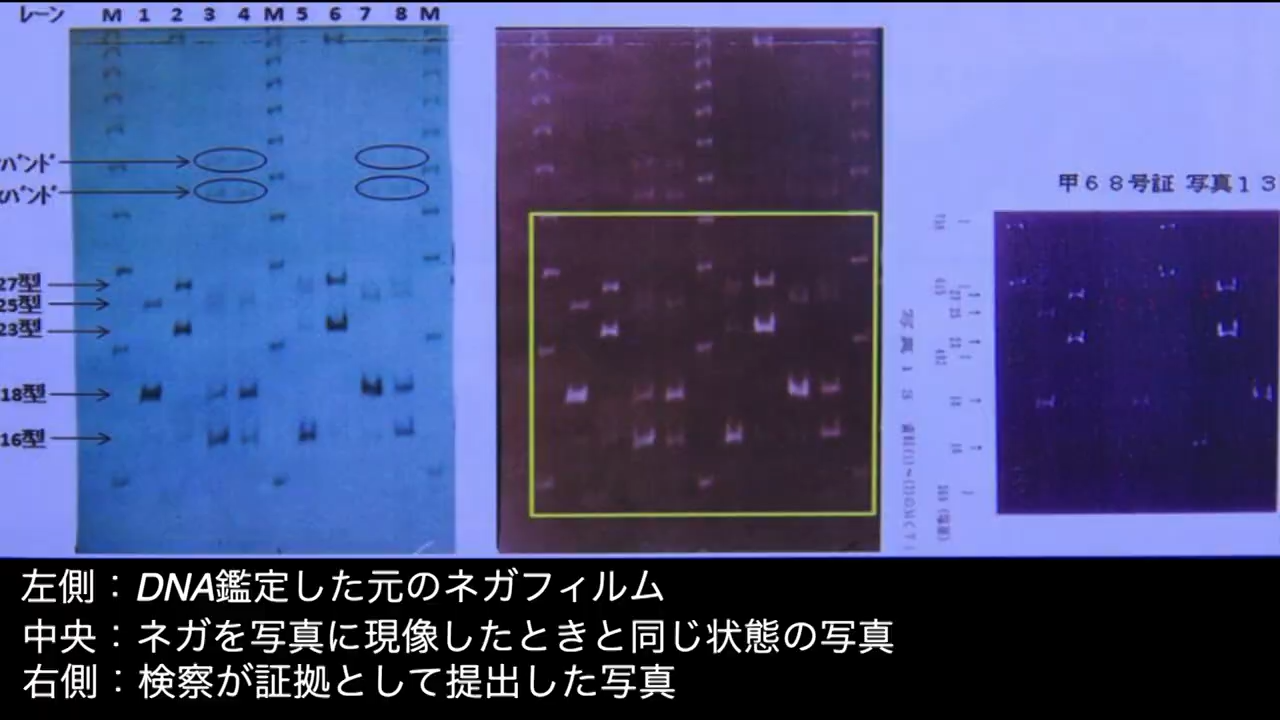 レーン M 1 2 3 4 M 5 6 7 8 M
バンド
バンド
27型
25型
23型
18型
16型
甲68号証 写真13
左側：DNA鑑定した元のネガフィルム
中央：ネガを写真に現像したときと同じ状態の写真
右側：検察が証拠として提出した写真